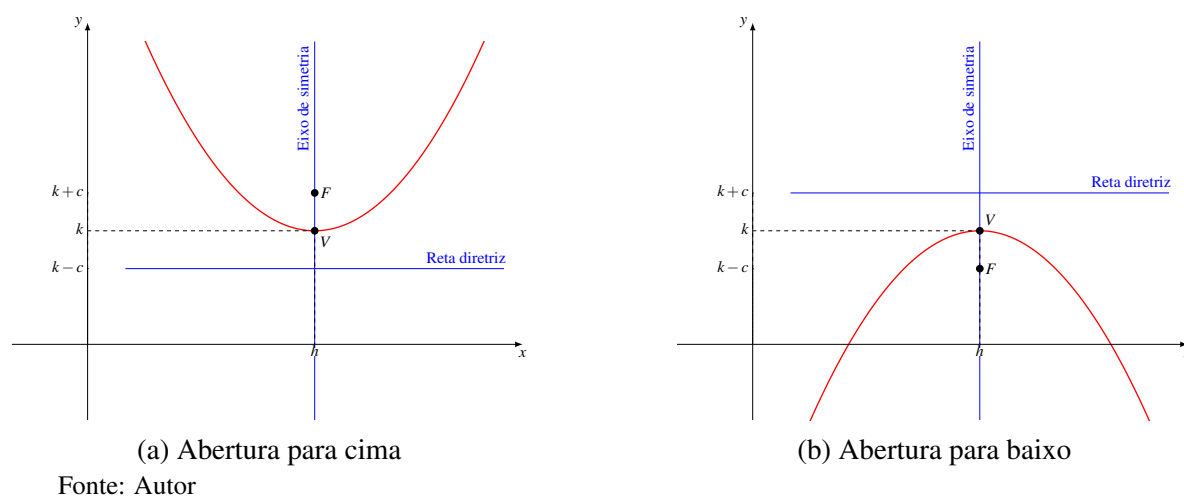 y
Eixo de simetria
k+c
F
k
V
k−c
Reta diretriz
h
x
(a) Abertura para cima
y
Eixo de simetria
k+c
Reta diretriz
V
k
k−c
F
h
(b) Abertura para baixo
Fonte: Autor